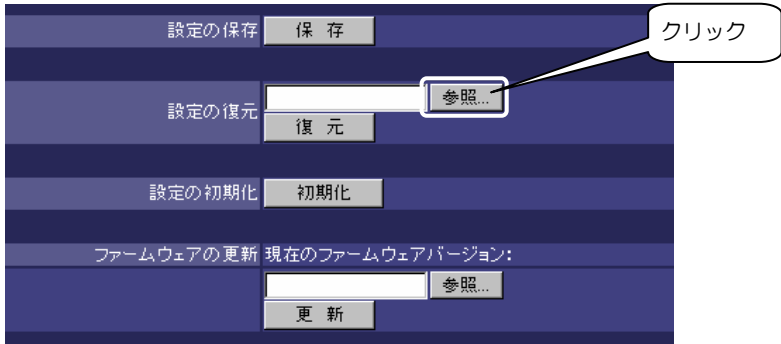 設定の保存 保 存
クリック
設定の復元 参照...
復 元
設定の初期化 初期化
ファームウェアの更新 現在のファームウェアバージョン:
参照...
更 新